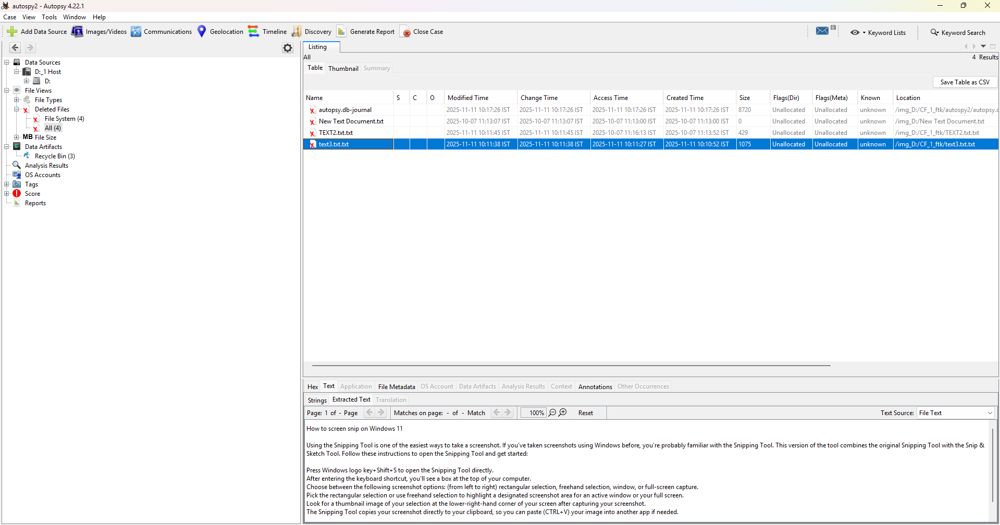 autospy2 - Autopsy 4.22.1
Case View Tools Window Help
Add Data Source Images/Videos Communications Geolocation Timeline Discovery Generate Report Close Case 8 Keyword Lists Keyword Search
Data Sources
D:_1 Host
D:
File Views
File Types
Deleted Files
File System (4)
All (4)
MB File Size
Data Artifacts
Recycle Bin (3)
Analysis Results
OS Accounts
Tags
Score
Reports
Listing
All
4 Results
Table Thumbnail Summary
Save Table as CSV
Name S C O Modified Time Change Time Access Time Created Time Size Flags(Dir) Flags(Meta) Known Location
autopsy.db-journal 2025-11-11 10:17:26 IST 2025-11-11 10:17:26 IST 2025-11-11 10:17:26 IST 2025-11-11 10:17:26 IST 8720 Unallocated Unallocated unknown /img_D:/CF_1_ftk/autospy2/autopsy.
New Text Document.txt 2025-10-07 11:13:07 IST 2025-10-07 11:13:07 IST 2025-10-07 11:13:00 IST 2025-10-07 11:13:00 IST 0 Unallocated Unallocated unknown /img_D:/New Text Document.txt
TEXT2.txt.txt 2025-11-11 10:11:45 IST 2025-11-11 10:11:45 IST 2025-10-07 11:16:13 IST 2025-10-07 11:13:52 IST 429 Unallocated Unallocated unknown /img_D:/CF_1_ftk/TEXT2.txt.txt
text3.txt.txt 2025-11-11 10:11:38 IST 2025-11-11 10:11:38 IST 2025-11-11 10:11:27 IST 2025-11-11 10:10:52 IST 1075 Unallocated Unallocated unknown /img_D:/CF_1_ftk/text3.txt.txt
Hex Text Application File Metadata OS Account Data Artifacts Analysis Results Context Annotations Other Occurrences
Strings Extracted Text Translation
Page: 1 of - Page Matches on page: - of - Match 100% Reset Text Source: File Text
How to screen snip on Windows 11
Using the Snipping Tool is one of the easiest ways to take a screenshot. If you've taken screenshots using Windows before, you're probably familiar with the Snipping Tool. This version of the tool combines the original Snipping Tool with the Snip &
Sketch Tool. Follow these instructions to open the Snipping Tool and get started:
Press Windows logo key+Shift+S to open the Snipping Tool directly.
After entering the keyboard shortcut, you'll see a box at the top of your computer.
Choose between the following screenshot options: (from left to right) rectangular selection, freehand selection, window, or full-screen capture.
Pick the rectangular selection or use freehand selection to highlight a designated screenshot area for an active window or your full screen.
Look for a thumbnail image of your selection at the lower-right-hand corner of your screen after capturing your screenshot.
The Snipping Tool copies your screenshot directly to your clipboard, so you can paste (CTRL+V) your image into another app if needed.